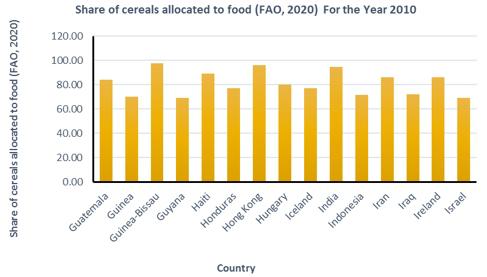 Share of cereals allocated to food (FAO, 2020) For the Year 2010
Share of cereals allocated to food (FAO, 2020)
120.00
100.00
80.00
60.00
40.00
20.00
0.00
Guatemala
Guinea
Guinea-Bissau
Guyana
Haiti
Honduras
Hong Kong
Hungary
Iceland
India
Indonesia
Iran
Iraq
Ireland
Israel
Country